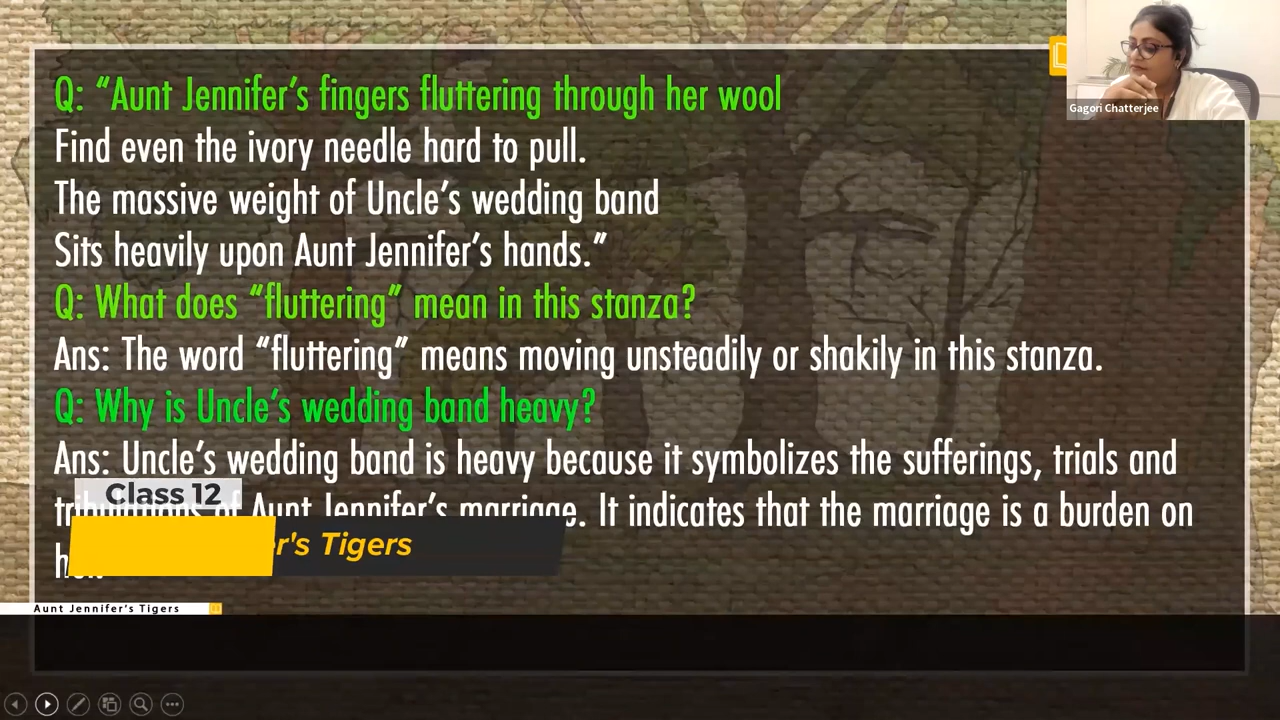 Q: “Aunt Jennifer’s fingers fluttering through her wool
Find even the ivory needle hard to pull.
The massive weight of Uncle’s wedding band
Sits heavily upon Aunt Jennifer’s hands.”
Q: What does “fluttering” mean in this stanza?
Ans: The word “fluttering” means moving unsteadily or shakily in this stanza.
Q: Why is Uncle’s wedding band heavy?
Ans: Uncle’s wedding band is heavy because it symbolizes the sufferings, trials and
tribulations of Aunt Jennifer’s marriage. It indicates that the marriage is a burden on
Class 12
r's Tigers
Aunt Jennifer's Tigers
Gagori Chatterjee